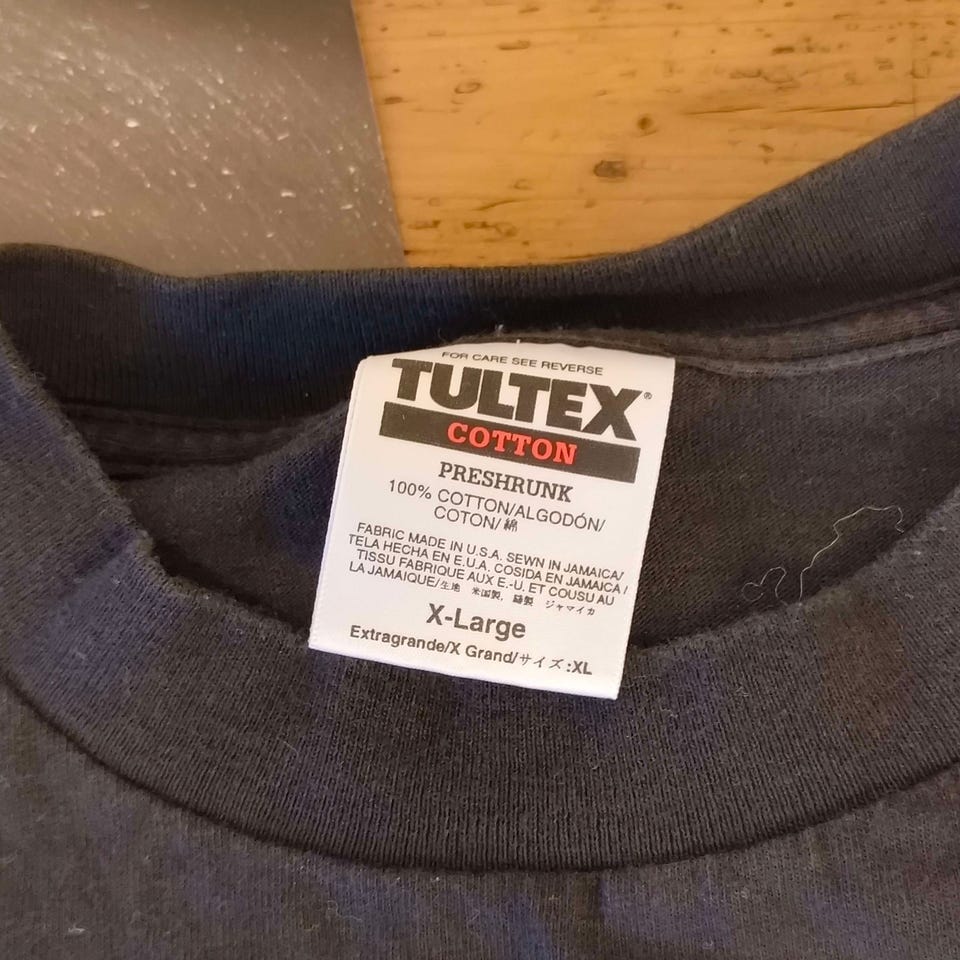 FOR CARE SEE REVERSE
TULTEX®
COTTON
PRESHRUNK
100% COTTON/ALGODÓN/
COTON/綿
FABRIC MADE IN U.S.A. SEWN IN JAMAICA/
TELA HECHA EN E.U.A. COSIDA EN JAMAICA/
TISSU FABRIQUE AUX E.-U. ET COUSU AU
LA JAMAIQUE/生地 米国製, 縫製 ジャマイカ
X-Large
Extragrande/X Grand/サイズ:XL